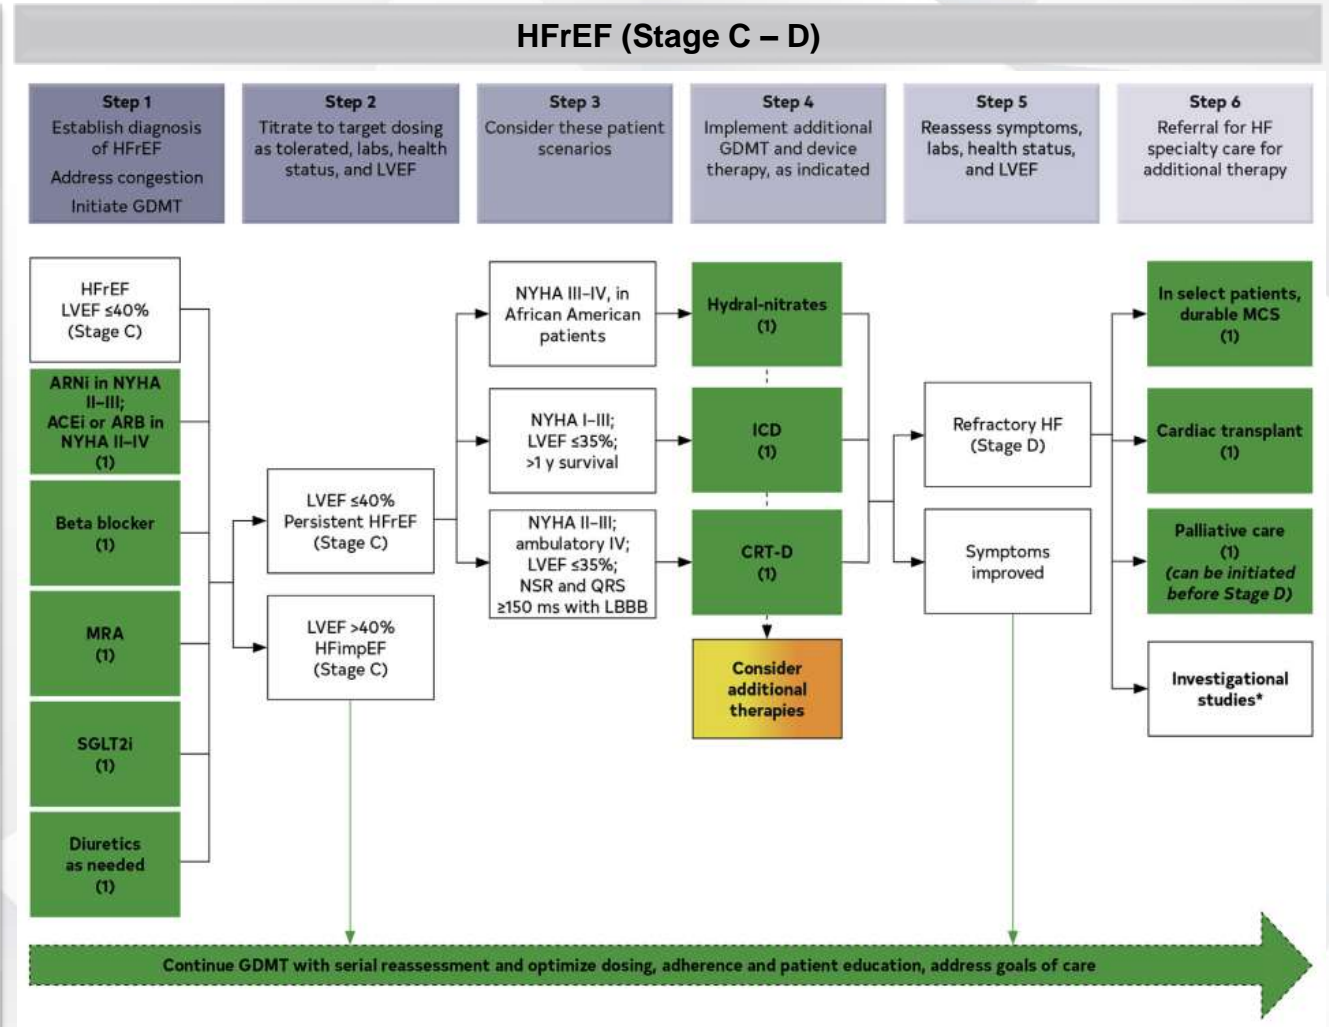 HFrEF (Stage C – D)
Step 1
Establish diagnosis
of HFrEF
Address congestion
Initiate GDMT
Step 2
Titrate to target dosing
as tolerated, labs, health
status, and LVEF
Step 3
Consider these patient
scenarios
Step 4
Implement additional
GDMT and device
therapy, as indicated
Step 5
Reassess symptoms,
labs, health status,
and LVEF
Step 6
Referral for HF
specialty care for
additional therapy
HFrEF
LVEF ≤40%
(Stage C)
ARNi in NYHA
II–III;
ACEi or ARB in
NYHA II–IV
(1)
Beta blocker
(1)
MRA
(1)
SGLT2i
(1)
Diuretics
as needed
(1)
LVEF ≤40%
Persistent HFrEF
(Stage C)
LVEF >40%
HFimpEF
(Stage C)
NYHA III–IV, in
African American
patients
NYHA I–III;
LVEF ≤35%;
>1 y survival
NYHA II–III;
ambulatory IV;
LVEF ≤35%;
NSR and QRS
≥150 ms with LBBB
Hydral-nitrates
(1)
ICD
(1)
CRT-D
(1)
Consider
additional
therapies
Refractory HF
(Stage D)
Symptoms
improved
In select patients,
durable MCS
(1)
Cardiac transplant
(1)
Palliative care
(1)
(can be initiated
before Stage D)
Investigational
studies*
Continue GDMT with serial reassessment and optimize dosing, adherence and patient education, address goals of care